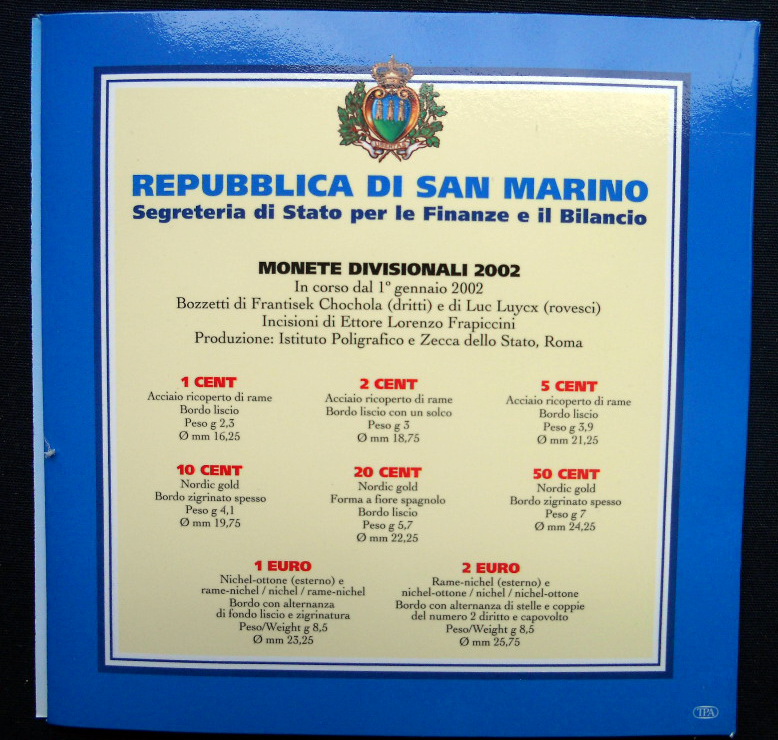 LIBERTAS
REPUBBLICA DI SAN MARINO
Segreteria di Stato per le Finanze e il Bilancio
MONETE DIVISIONALI 2002
In corso dal 1° gennaio 2002
Bozzetti di Frantisek Chochola (dritti) e di Luc Luycx (rovesci)
Incisioni di Ettore Lorenzo Frapiccini
Produzione: Istituto Poligrafico e Zecca dello Stato, Roma
1 CENT
Acciaio ricoperto di rame
Bordo liscio
Peso g 2,3
Ø mm 16,25
2 CENT
Acciaio ricoperto di rame
Bordo liscio con un solco
Peso g 3
Ø mm 18,75
5 CENT
Acciaio ricoperto di rame
Bordo liscio
Peso g 3,9
Ø mm 21,25
10 CENT
Nordic gold
Bordo zigrinato spesso
Peso g 4,1
Ø mm 19,75
20 CENT
Nordic gold
Forma a fiore spagnolo
Bordo liscio
Peso g 5,7
Ø mm 22,25
50 CENT
Nordic gold
Bordo zigrinato spesso
Peso g 7
Ø mm 24,25
1 EURO
Nichel-ottone (esterno) e
rame-nichel / nichel / rame-nichel
Bordo con alternanza
di fondo liscio e zigrinatura
Peso/Weight g 8,5
Ø mm 23,25
2 EURO
Rame-nichel (esterno) e
nichel-ottone / nichel / nichel-ottone
Bordo con alternanza di stelle e coppie
del numero 2 diritto e capovolto
Peso/Weight g 8,5
Ø mm 25,75
TPA